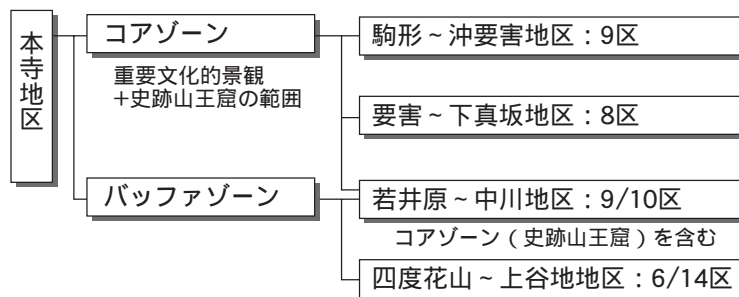 本寺地区
コアゾーン
重要文化的景観
+史跡山王窟の範囲
バッファゾーン
駒形~沖要害地区:9区
要害~下真坂地区:8区
若井原~中川地区:9/10区
コアゾーン(史跡山王窟)を含む
四度花山~上谷地地区:6/14区